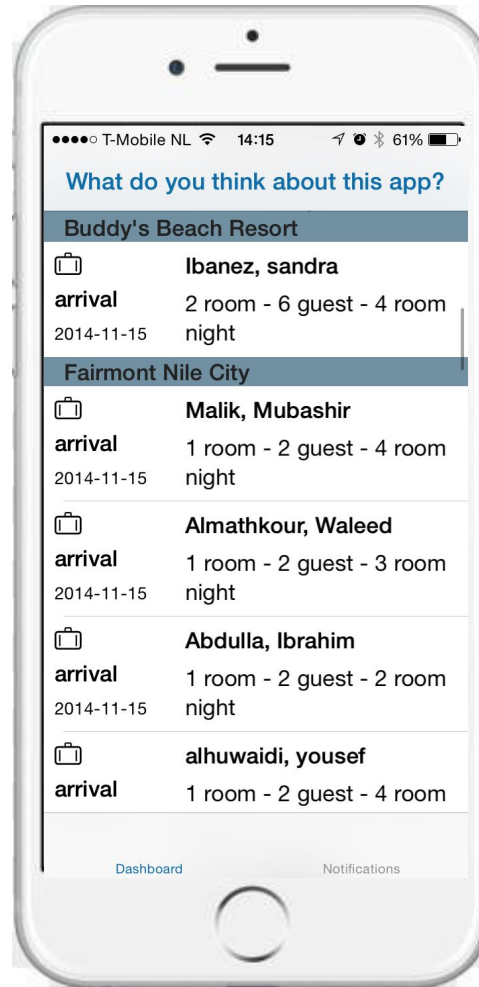 T-Mobile NL 14:15 61%
What do you think about this app?
Buddy's Beach Resort
Ibanez, sandra
arrival
2 room - 6 guest - 4 room
2014-11-15
night
Fairmont Nile City
Malik, Mubashir
arrival
1 room - 2 guest - 4 room
2014-11-15
night
Almathkour, Waleed
arrival
1 room - 2 guest - 3 room
2014-11-15
night
Abdulla, Ibrahim
arrival
1 room - 2 guest - 2 room
2014-11-15
night
alhuwaidi, yousef
arrival
1 room - 2 guest - 4 room
Dashboard
Notifications